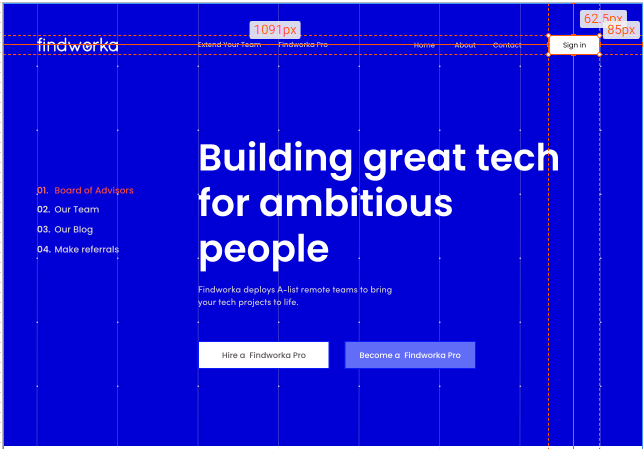 1091px
62.5px
85px
findworka
Extend Your Team Findworka Pro Home About Contact Sign in
Building great tech
for ambitious
people
01. Board of Advisors
02. Our Team
03. Our Blog
04. Make referrals
Findworka deploys A-list remote teams to bring
your tech projects to life.
Hire a Findworka Pro Become a Findworka Pro